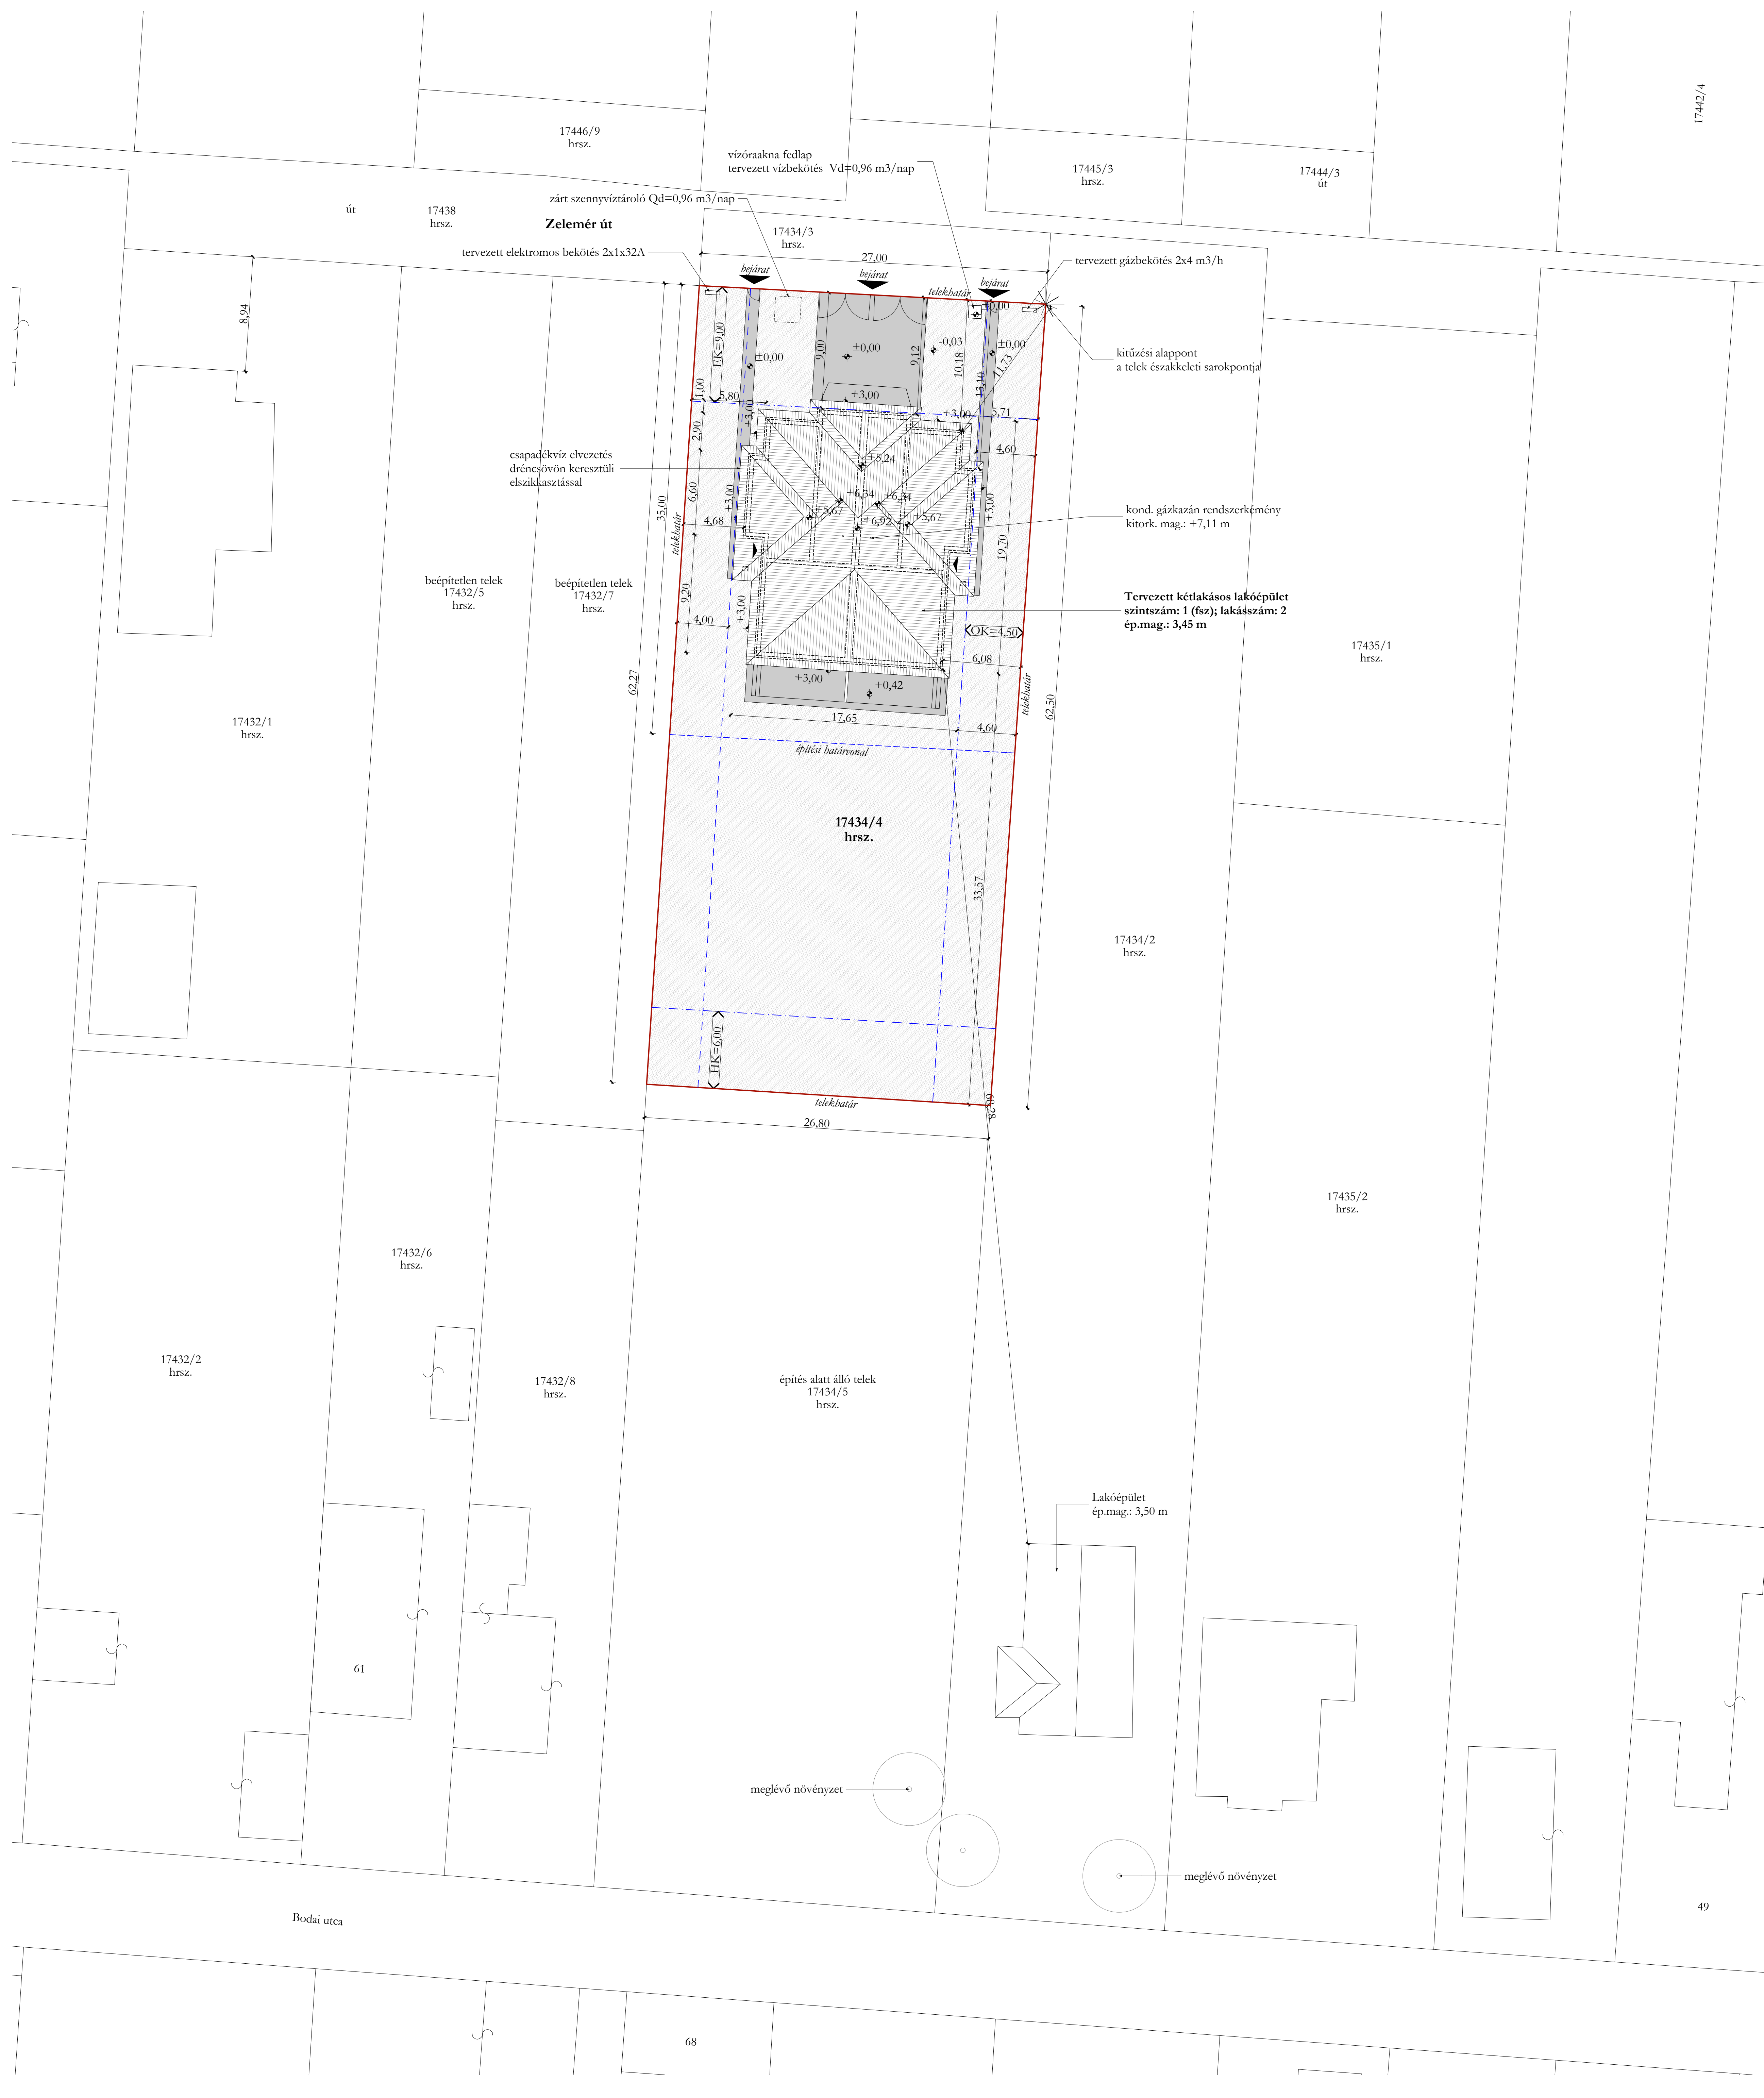 17442/4
17446/9
hrsz.
vízóraakna fedlap
tervezett vízbekötés Vd=0,96 m3/nap
17445/3
hrsz.
17444/3
út
zárt szennyvíztároló Qd=0,96 m3/nap
út
17438
hrsz.
Zelemér út
17434/3
hrsz.
tervezett elektromos bekötés 2x1x32A
27,00
tervezett gázbekötés 2x4 m3/h
bejárat
bejárat
bejárat
telekhatár
8,94
EK=9,00
±0,00
9,00
±0,00
9,12
-0,03
10,18
±0,00
±0,00
11,73
13,10
kitűzési alappont
a telek északkeleti sarokpontja
1,00
5,80
+3,00
+3,00
+3,00
5,71
2,90
4,60
csapadékvíz elvezetés
dréncsövön keresztüli
elszikkasztással
+5,24
6,60
+3,00
+6,34
+6,34
+5,67
+6,92
+5,67
+3,00
35,00
4,68
telekhatár
kond. gázkazán rendszerkémény
kitork. mag.: +7,11 m
19,70
beépítetlen telek
17432/5
hrsz.
beépítetlen telek
17432/7
hrsz.
9,20
+3,00
4,00
Tervezett kétlakásos lakóépület
szintszám: 1 (fsz); lakásszám: 2
ép.mag.: 3,45 m
OK=4,50
6,08
17435/1
hrsz.
62,27
+3,00
+0,42
telekhatár
62,50
17432/1
hrsz.
17,65
4,60
építési határvonal
17434/4
hrsz.
33,57
17434/2
hrsz.
HK=6,00
telekhatár
60,28
26,80
17435/2
hrsz.
17432/6
hrsz.
17432/2
hrsz.
17432/8
hrsz.
építés alatt álló telek
17434/5
hrsz.
Lakóépület
ép.mag.: 3,50 m
61
meglévő növényzet
meglévő növényzet
49
Bodai utca
68